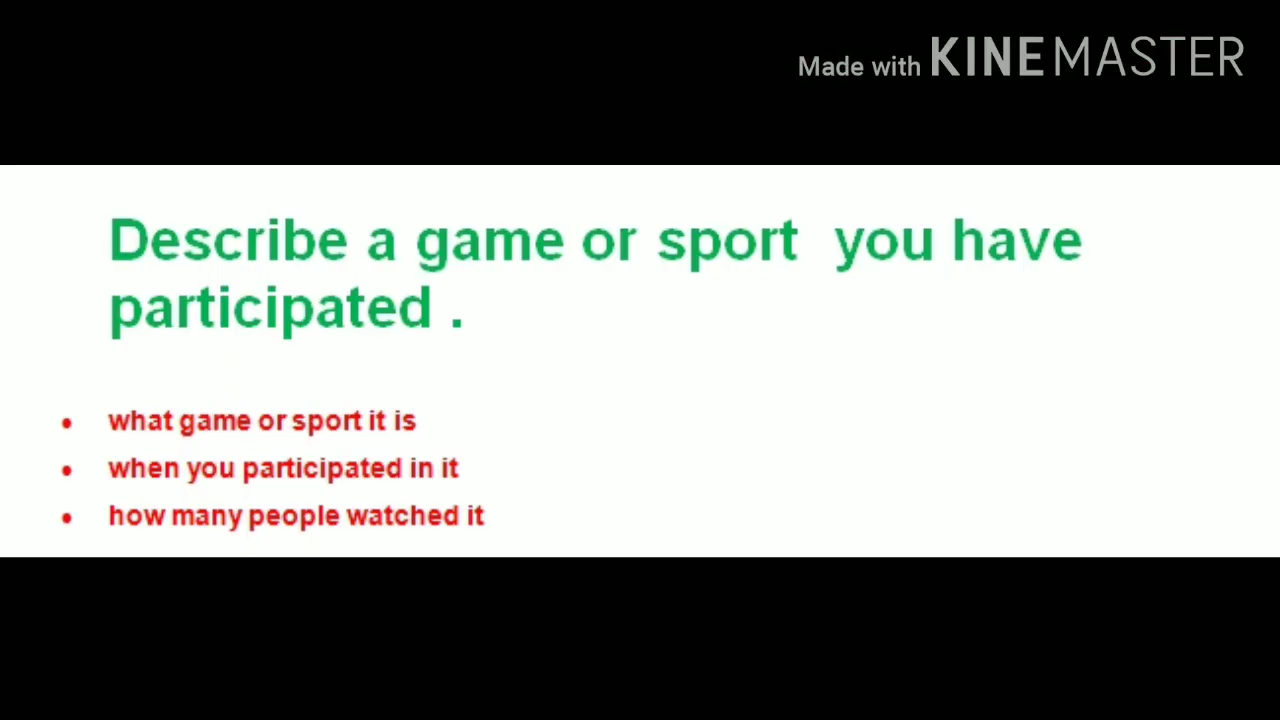 Made with KINEMASTER
Describe a game or sport you have
participated .
• what game or sport it is
• when you participated in it
• how many people watched it